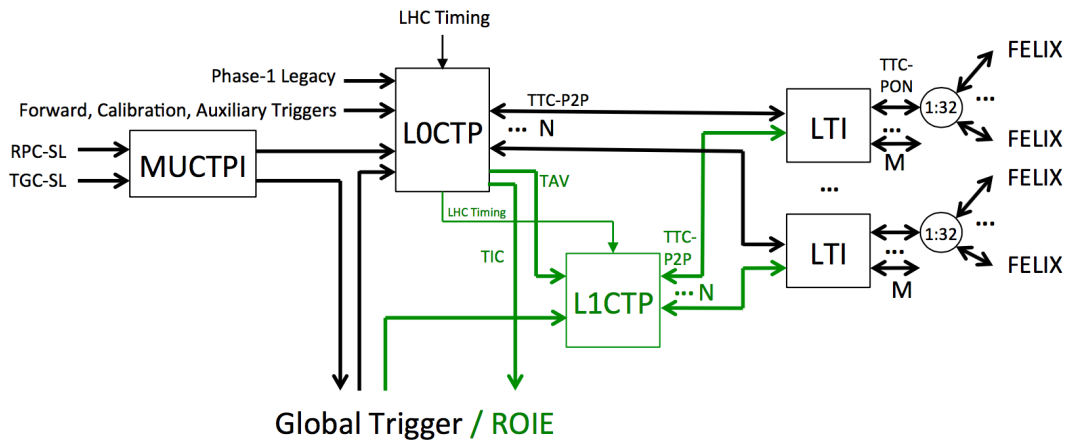 LHC Timing
Phase-1 Legacy
Forward, Calibration, Auxiliary Triggers
RPC-SL
TGC-SL
MUCTPI
L0CTP
TTC-P2P
... N
TAV
LHC Timing
TIC
L1CTP
TTC-
P2P
... N
LTI
TTC-
PON
...
M
1:32
FELIX
...
FELIX
...
LTI
...
M
1:32
FELIX
...
FELIX
Global Trigger / ROIE